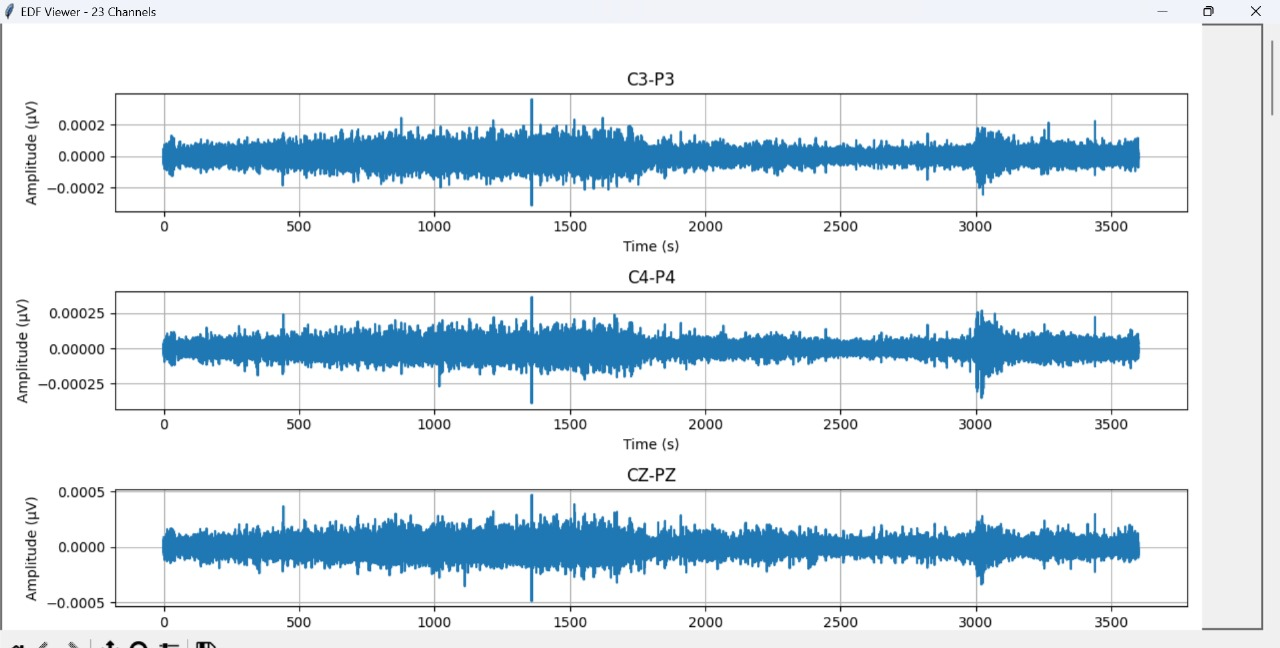 EDF Viewer - 23 Channels
C3-P3
Amplitude (µV)
0.0002
0.0000
−0.0002
0 500 1000 1500 2000 2500 3000 3500
Time (s)
C4-P4
Amplitude (µV)
0.00025
0.00000
−0.00025
0 500 1000 1500 2000 2500 3000 3500
Time (s)
CZ-PZ
Amplitude (µV)
0.0005
0.0000
−0.0005
0 500 1000 1500 2000 2500 3000 3500